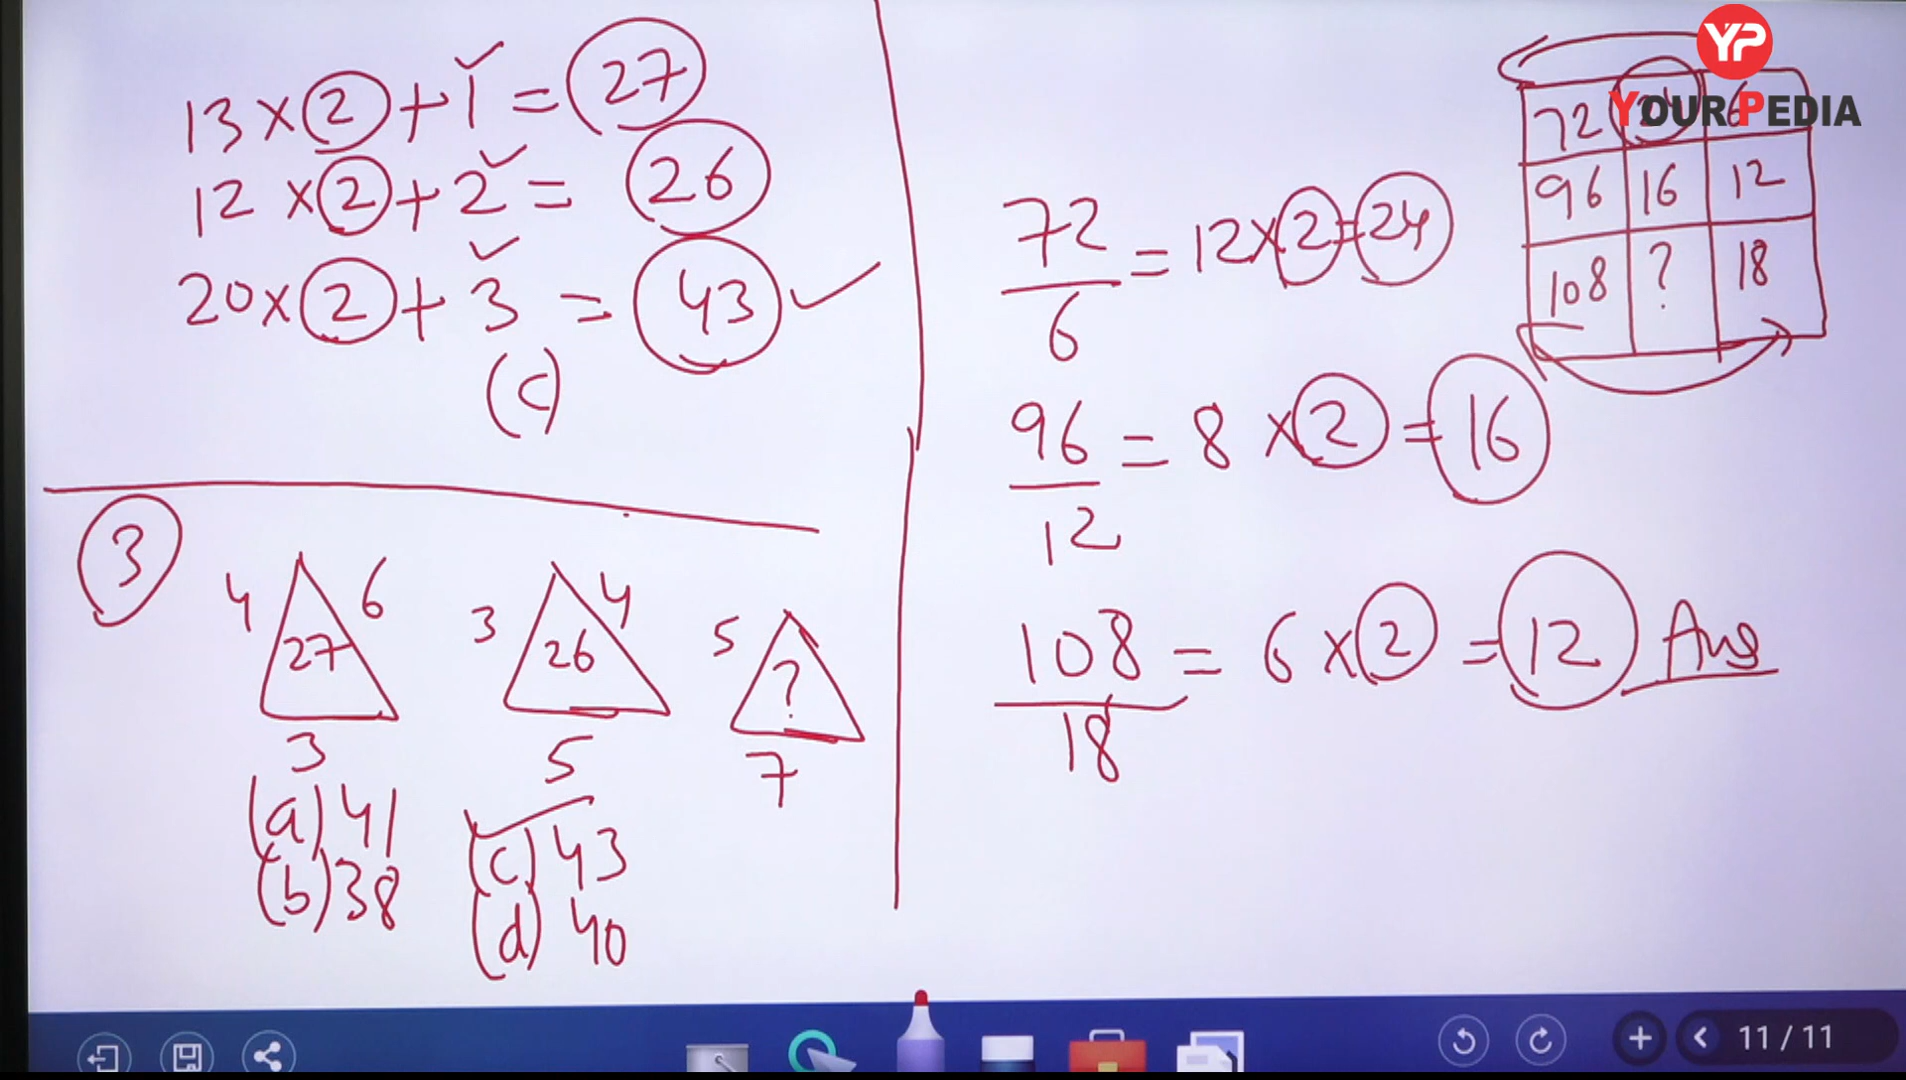 13 × 2 + 1 = 27
12 × 2 + 2 = 26
20 × 2 + 3 = 43
(c)
3
4 6 27 3
3 4 26 5
5 ? 7
(a) 41
(b) 38
(c) 43
(d) 40
YP
YOURPEDIA
72 24 6
96 16 12
108 ? 18
72/6 = 12 × 2 = 24
96/12 = 8 × 2 = 16
108/18 = 6 × 2 = 12 Ans
11 / 11